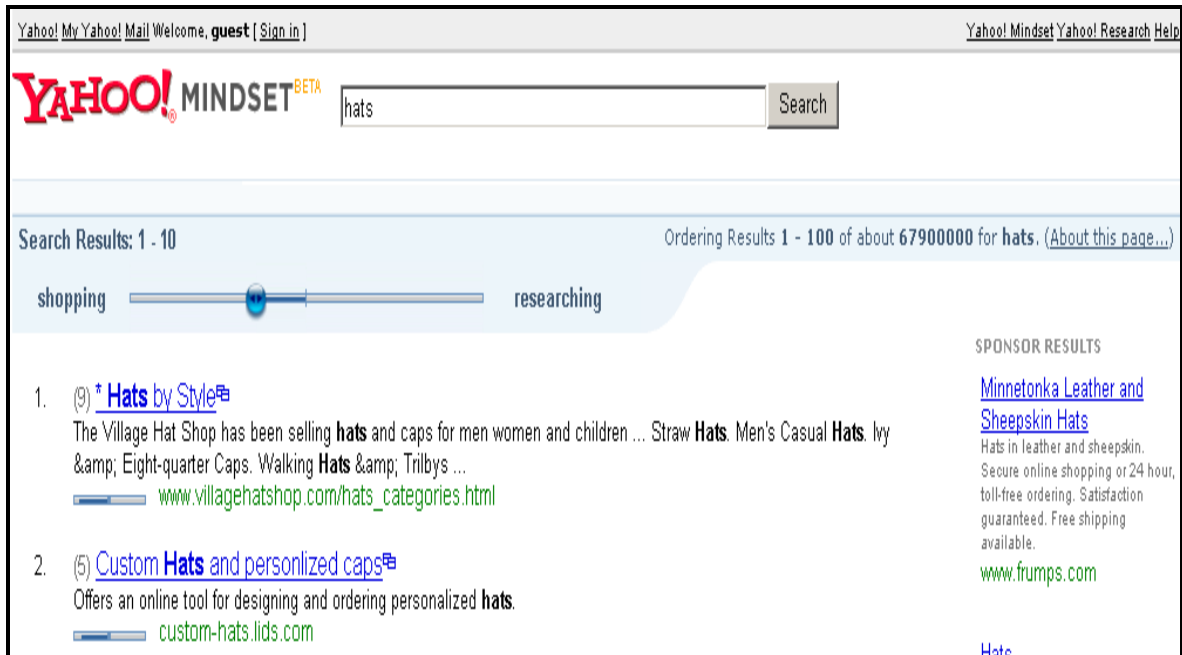 Yahoo! My Yahoo! Mail Welcome, guest [ Sign in ]
Yahoo! Mindset Yahoo! Research Help
YAHOO! MINDSET BETA
hats
Search
Search Results: 1 - 10
Ordering Results 1 - 100 of about 67900000 for hats. (About this page...)
shopping
researching
1. (9) * Hats by Style
The Village Hat Shop has been selling hats and caps for men women and children ... Straw Hats. Men's Casual Hats. Ivy
&amp; Eight-quarter Caps. Walking Hats &amp; Trilbys ...
www.villagehatshop.com/hats_categories.html
2. (5) Custom Hats and personlized caps
Offers an online tool for designing and ordering personalized hats.
custom-hats.lids.com
SPONSOR RESULTS
Minnetonka Leather and
Sheepskin Hats
Hats in leather and sheepskin.
Secure online shopping or 24 hour,
toll-free ordering. Satisfaction
guaranteed. Free shipping
available.
www.frumps.com
Hats